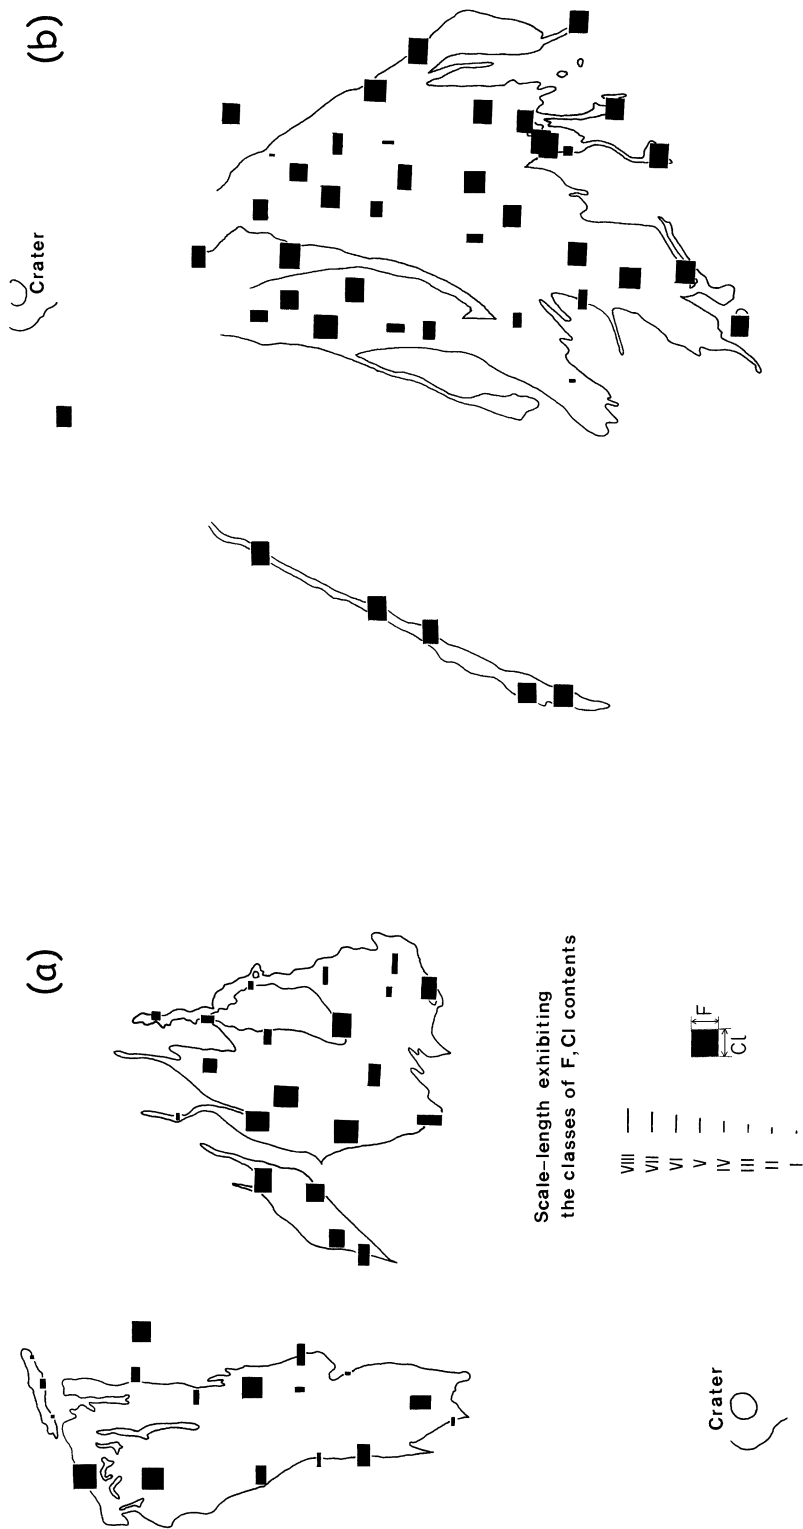 (b)
Crater
(a)
Scale-length exhibiting
the classes of F, Cl contents
VIII
VII
VI
V
IV
III
II
I
F
Cl
Crater